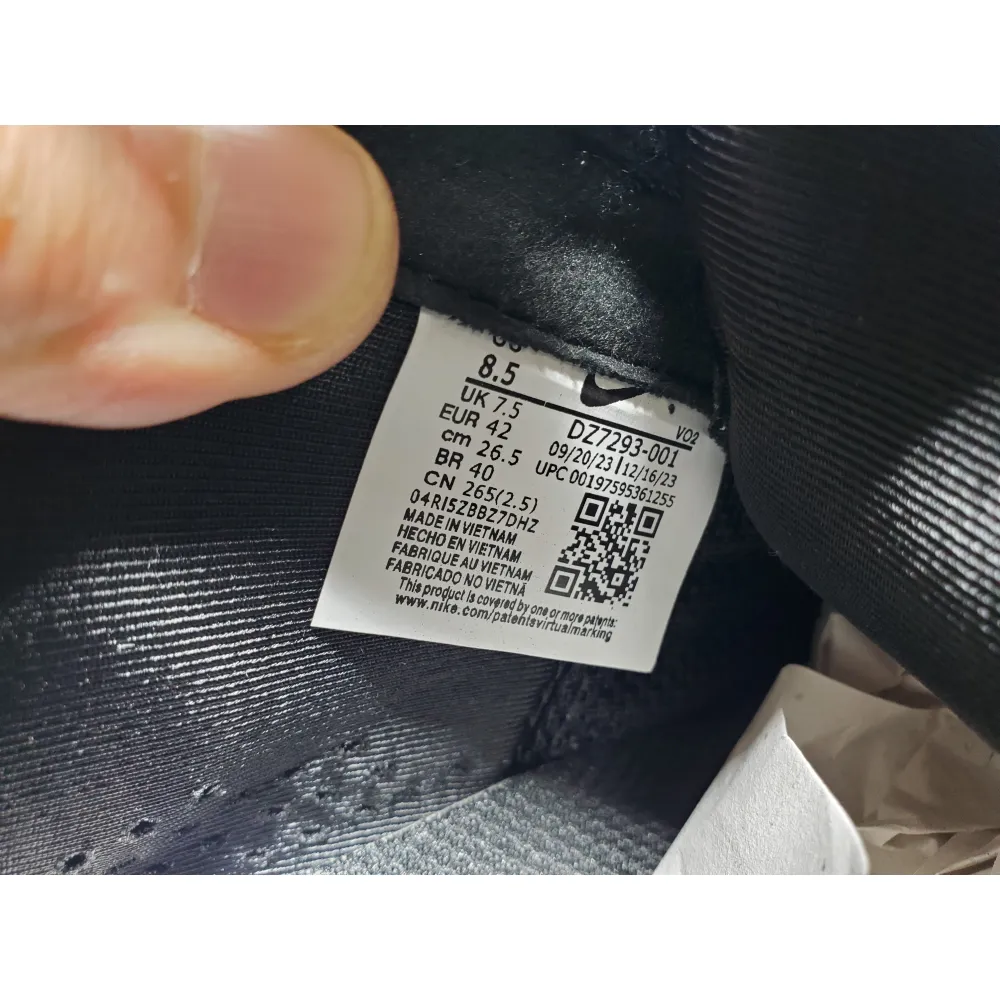 8.5
UK 7.5
EUR 42
cm 26.5
BR 40
CN 265(2.5)
04RI5ZBBZ7DHZ
MADE IN VIETNAM
HECHO EN VIETNAM
FABRIQUE AU VIETNAM
FABRICADO NO VIETNÃ
This product is covered by one or more patents:
www.nike.com/patentsvirtualmarking
VO2
DZ7293-001
09/20/23|12/16/23
UPC 00197595361255